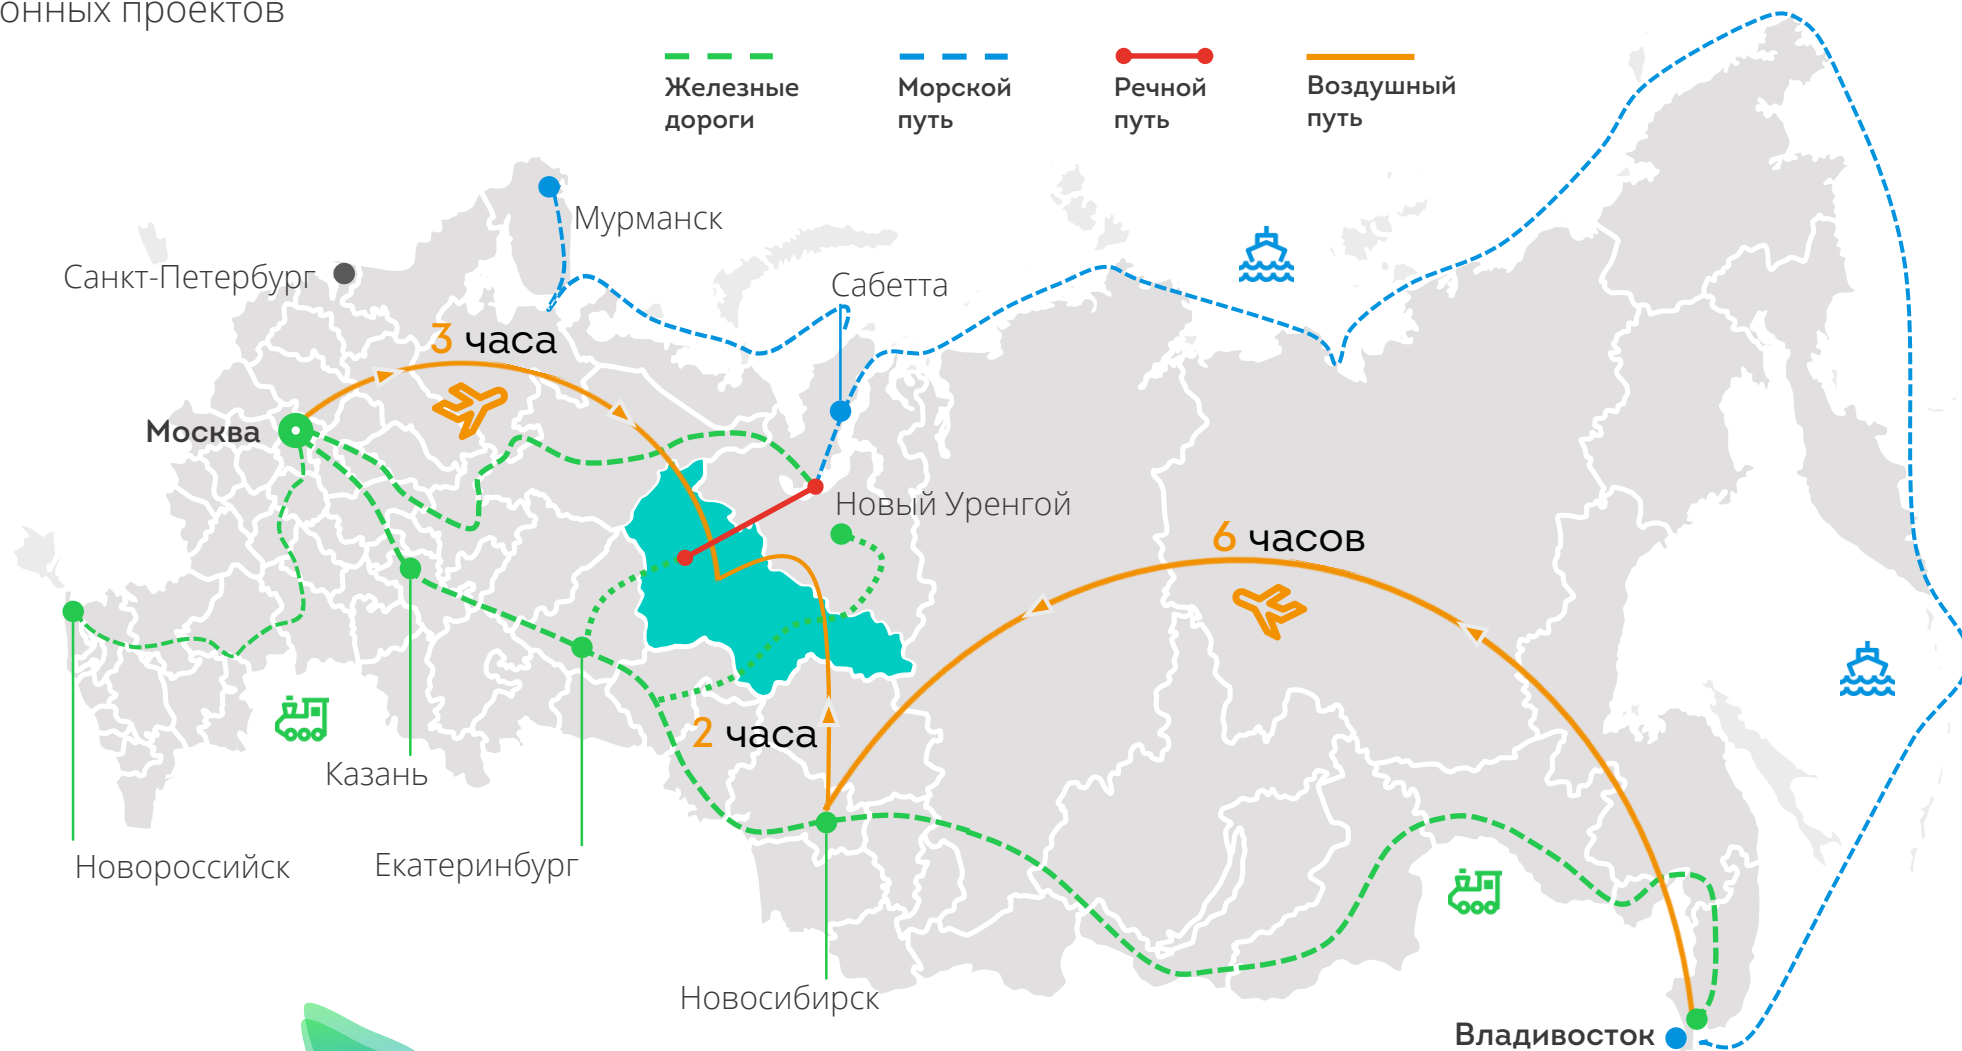 онных проектов
Железные
дороги
Морской
путь
Речной
путь
Воздушный
путь
Мурманск
Санкт-Петербург
Сабетта
3 часа
Москва
Новый Уренгой
6 часов
2 часа
Казань
Новороссийск
Екатеринбург
Новосибирск
Владивосток